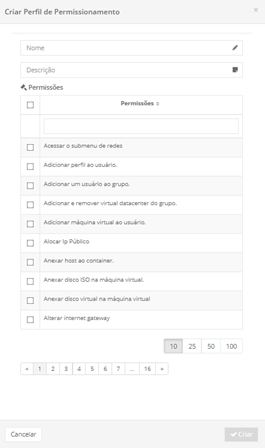 Criar Perfil de Permissionamento
×
Nome
Descrição
Permissões
Permissões
Acessar o submenu de redes
Adicionar perfil ao usuário.
Adicionar um usuário ao grupo.
Adicionar e remover virtual datacenter do grupo.
Adicionar máquina virtual ao usuário.
Alocar Ip Público
Anexar host ao container.
Anexar disco ISO na máquina virtual.
Anexar disco virtual na máquina virtual
Alterar internet gateway
10 25 50 100
« 1 2 3 4 5 6 7 ... 16 »
Cancelar Criar